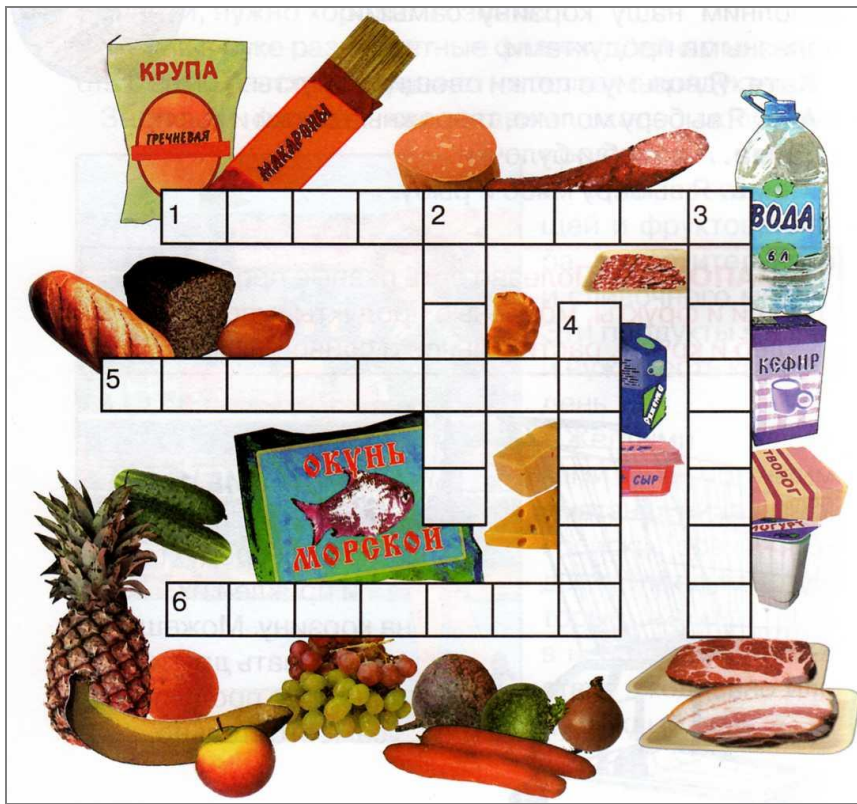 КРУПА
ГРЕЧНЕВАЯ
МАКАРОНЫ
1
2
3
ВОДА
6 Л
4
КЕФИР
5
ОКУНЬ
МОРСКОЙ
СЫР
ТВОРОГ
ЙОГУРТ
6